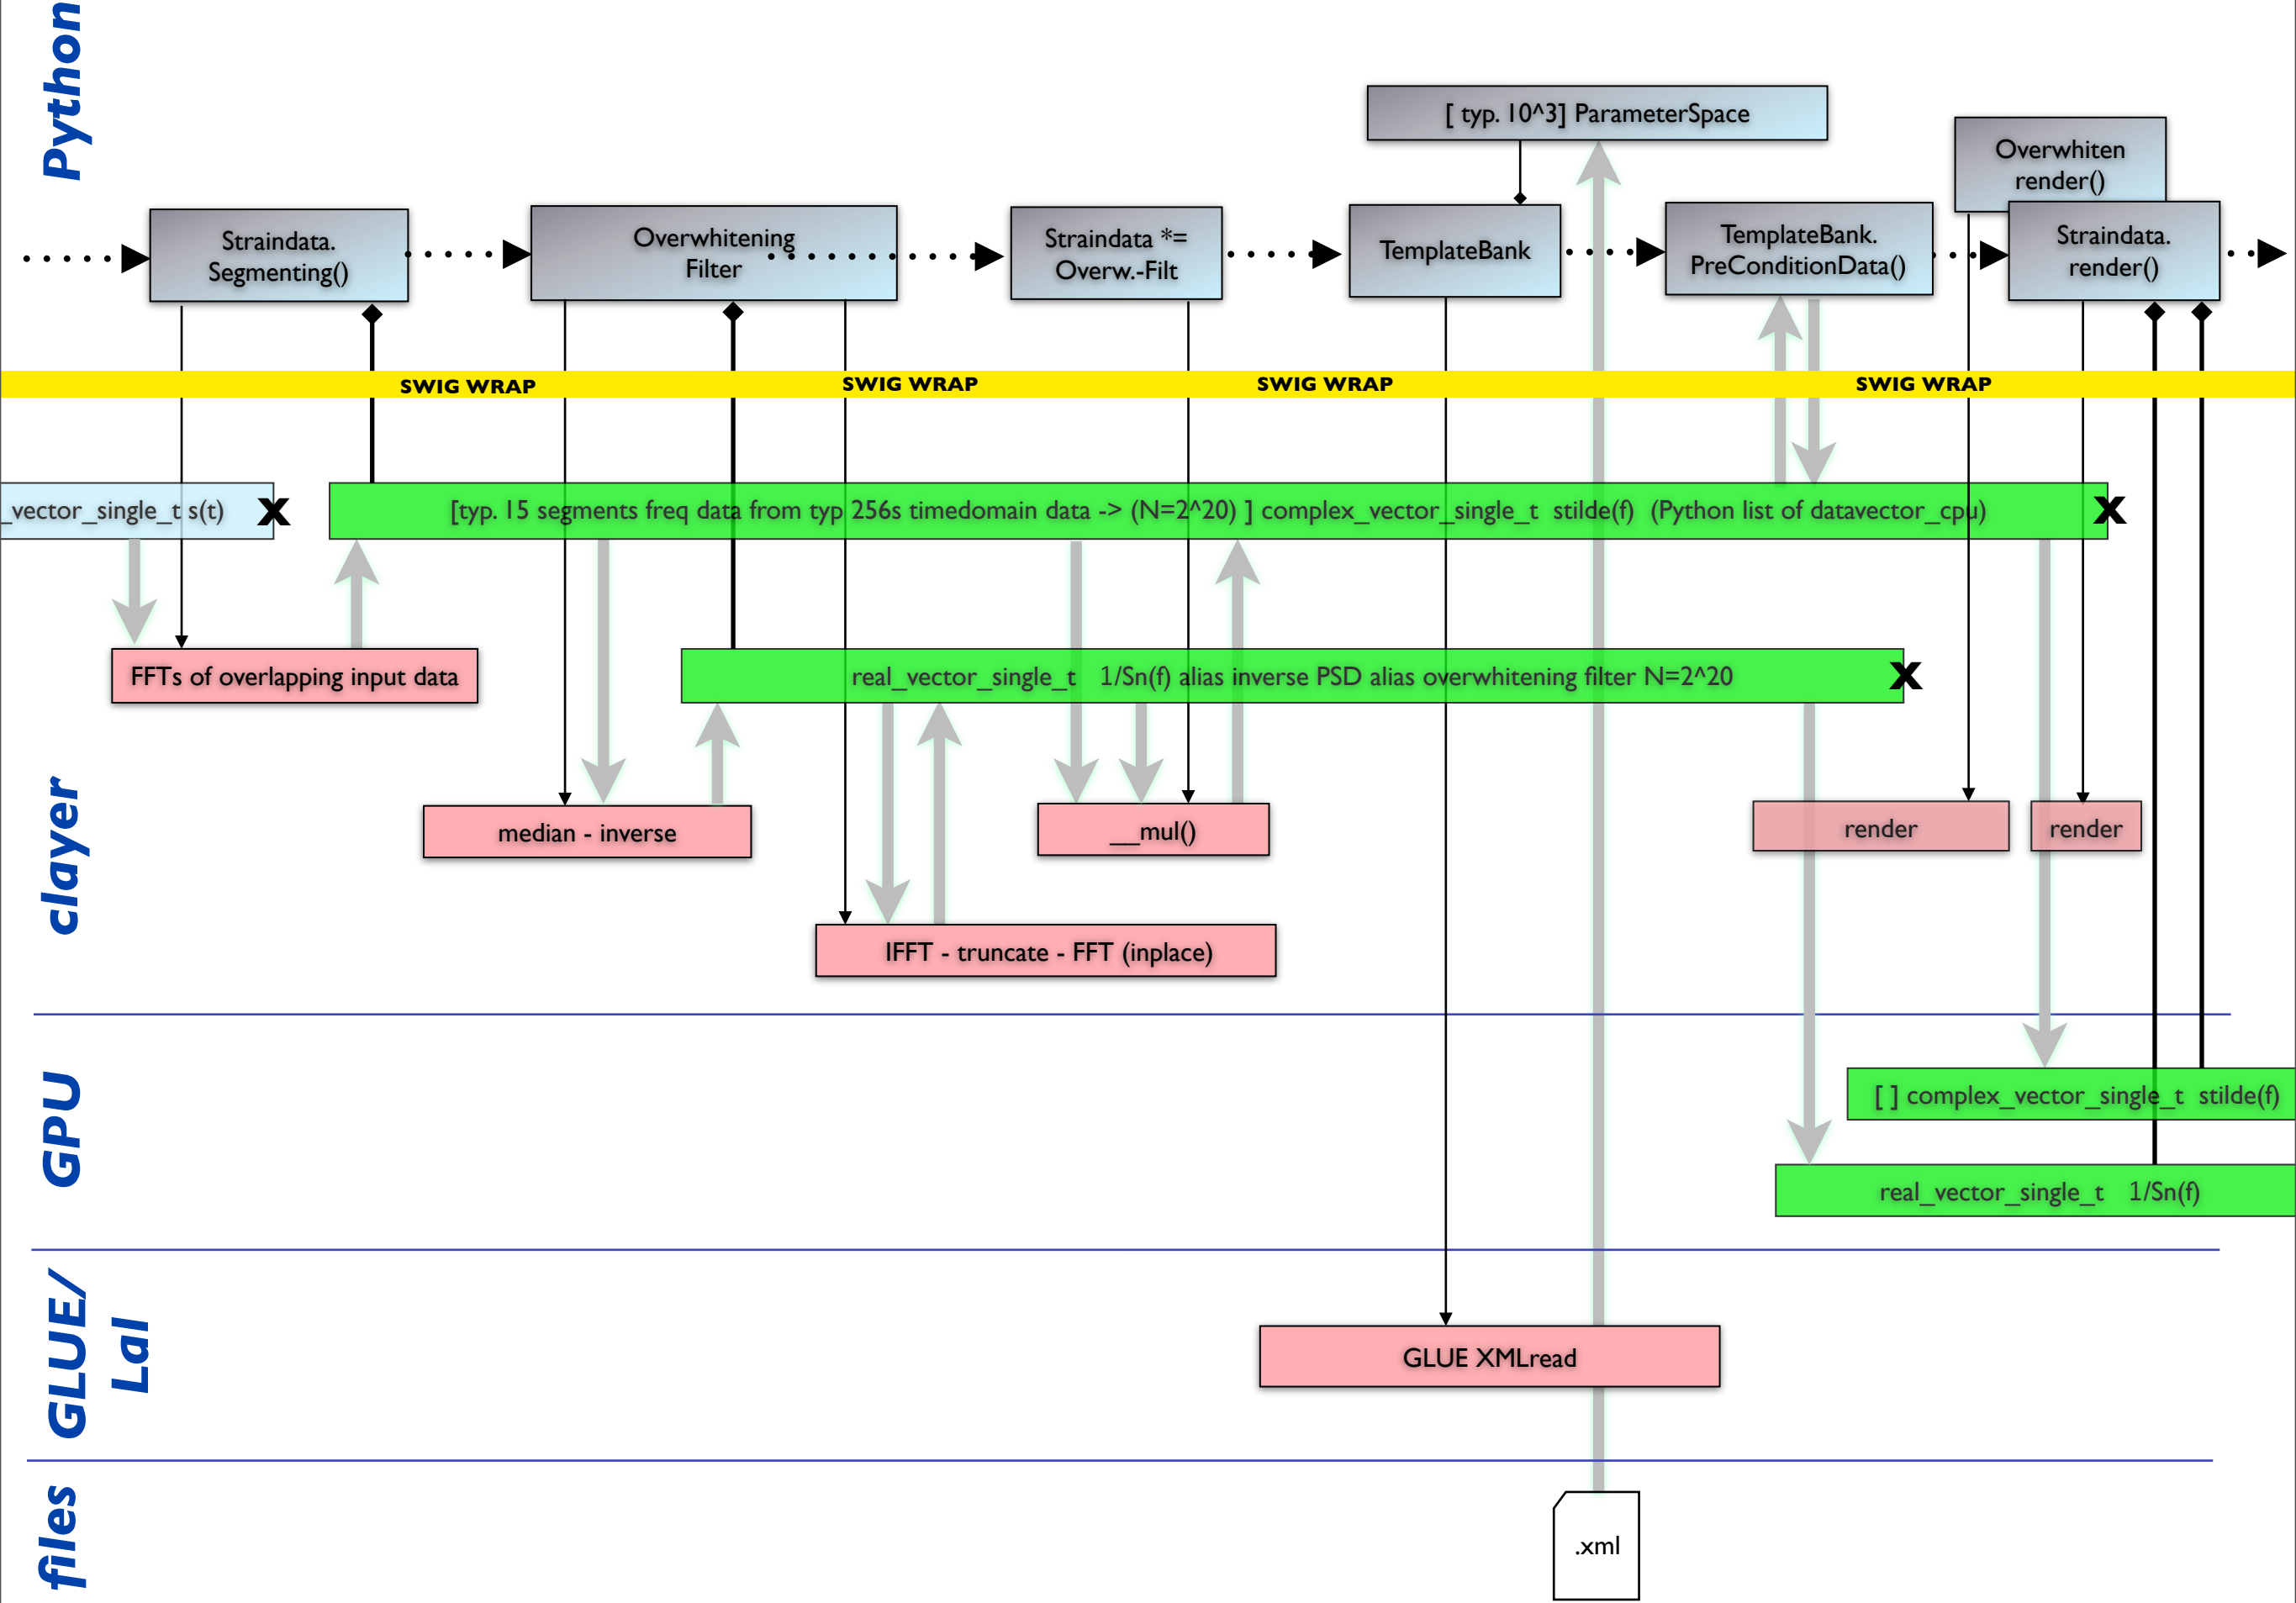 Python
[ typ. 10^3] ParameterSpace
Overwhiten
render()
Straindata.
Segmenting()
Overwhitening
Filter
Straindata *=
Overw.-Filt
TemplateBank
TemplateBank.
PreConditionData()
Straindata.
render()
SWIG WRAP
SWIG WRAP
SWIG WRAP
SWIG WRAP
_vector_single_t s(t)
X
[typ. 15 segments freq data from typ 256s timedomain data -> (N=2^20) ] complex_vector_single_t stilde(f) (Python list of datavector_cpu)
X
FFTs of overlapping input data
real_vector_single_t 1/Sn(f) alias inverse PSD alias overwhitening filter N=2^20
X
clayer
median - inverse
__mul()
render
render
IFFT - truncate - FFT (inplace)
GPU
[ ] complex_vector_single_t stilde(f)
real_vector_single_t 1/Sn(f)
GLUE/
Lal
GLUE XMLread
files
.xml